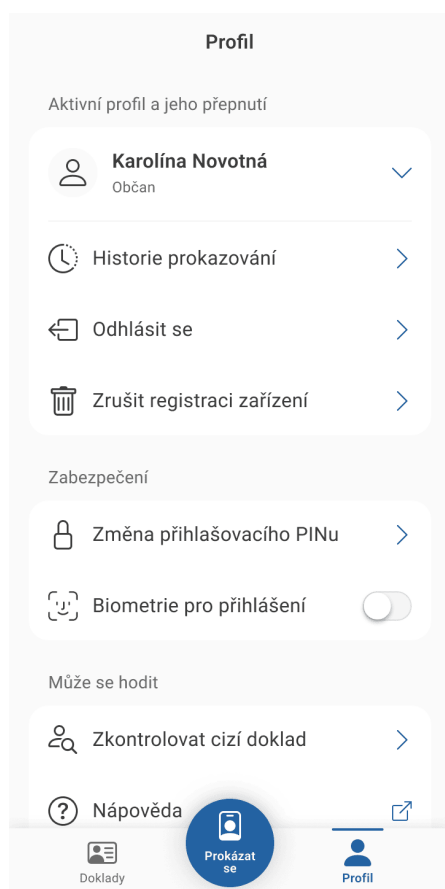 Profil
Aktivní profil a jeho přepnutí
Karolína Novotná
Občan
Historie prokazování
Odhlásit se
Zrušit registraci zařízení
Zabezpečení
Změna přihlašovacího PINu
Biometrie pro přihlášení
Může se hodit
Zkontrolovat cizí doklad
Nápověda
Doklady
Prokázat
se
Profil